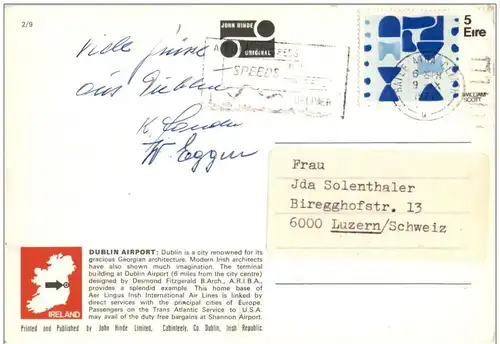 2/9
JOHN HINDE
ORIGINAL
5
Eire
WILLIAM
SCOTT
SPEEDS
Viele Grüsse
aus Dublin
K.
W. Egger
Frau
Jda Solenthaler
Biregghofstr. 13
6000 Luzern/Schweiz
DUBLIN AIRPORT: Dublin is a city renowned for its
gracious Georgian architecture. Modern Irish architects
have also shown much imagination. The terminal
building at Dublin Airport (6 miles from the city centre)
designed by Desmond Fitzgerald B.Arch., A.R.I.B.A.,
provides a splendid example. This home base of
Aer Lingus Irish International Air Lines is linked by
direct services with the principal cities of Europe.
Passengers on the Trans Atlantic Service to U.S.A.
may avail of the duty free bargains at Shannon Airport.
IRELAND
Printed and Published by John Hinde Limited, Cabinteely, Co. Dublin, Irish Republic.